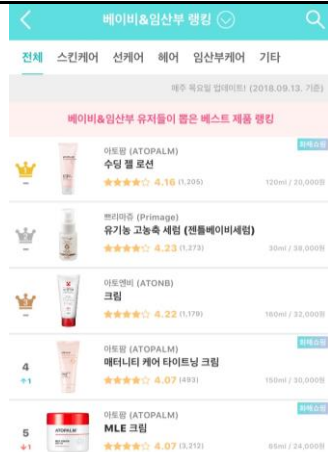 베이비&임산부 랭킹
전체 스킨케어 선케어 헤어 임산부케어 기타
매주 목요일 업데이트! (2018.09.13. 기준)
베이비&임산부 유저들이 뽑은 베스트 제품 랭킹
화해쇼핑
아토팜 (ATOPALM)
수딩 젤 로션
4.16 (1,205)
120ml / 20,000원
쁘리마쥬 (Primage)
유기농 고농축 세럼 (젠틀베이비세럼)
4.23 (1,273)
30ml / 38,000원
아토엔비 (ATONB)
크림
4.22 (1,179)
160ml / 32,000원
화해쇼핑
4
1
아토팜 (ATOPALM)
매터니티 케어 타이트닝 크림
4.07 (493)
150ml / 30,000원
화해쇼핑
5
1
아토팜 (ATOPALM)
MLE 크림
4.07 (3,212)
65ml / 24,000원
ATOPALM